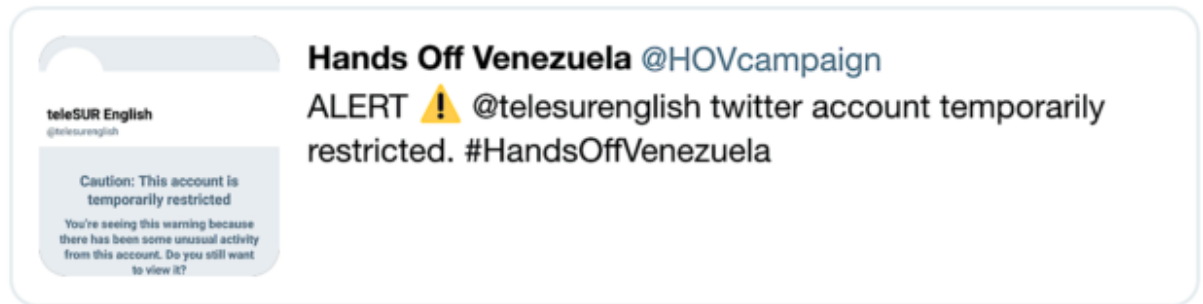 Hands Off Venezuela @HOVcampaign
ALERT ⚠️ @telesurenglish twitter account temporarily
restricted. #HandsOffVenezuela
teleSUR English
@telesurenglish
Caution: This account is
temporarily restricted
You're seeing this warning because
there has been some unusual activity
from this account. Do you still want
to view it?